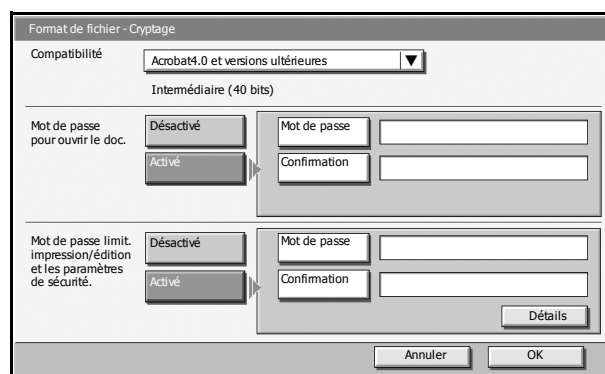 Format de fichier - Cryptage
Compatibilité
Acrobat4.0 et versions ultérieures
Intermédiaire (40 bits)
Mot de passe
pour ouvrir le doc.
Désactivé
Activé
Mot de passe
Confirmation
Mot de passe limit.
impression/édition
et les paramètres
de sécurité.
Désactivé
Activé
Mot de passe
Confirmation
Détails
Annuler
OK